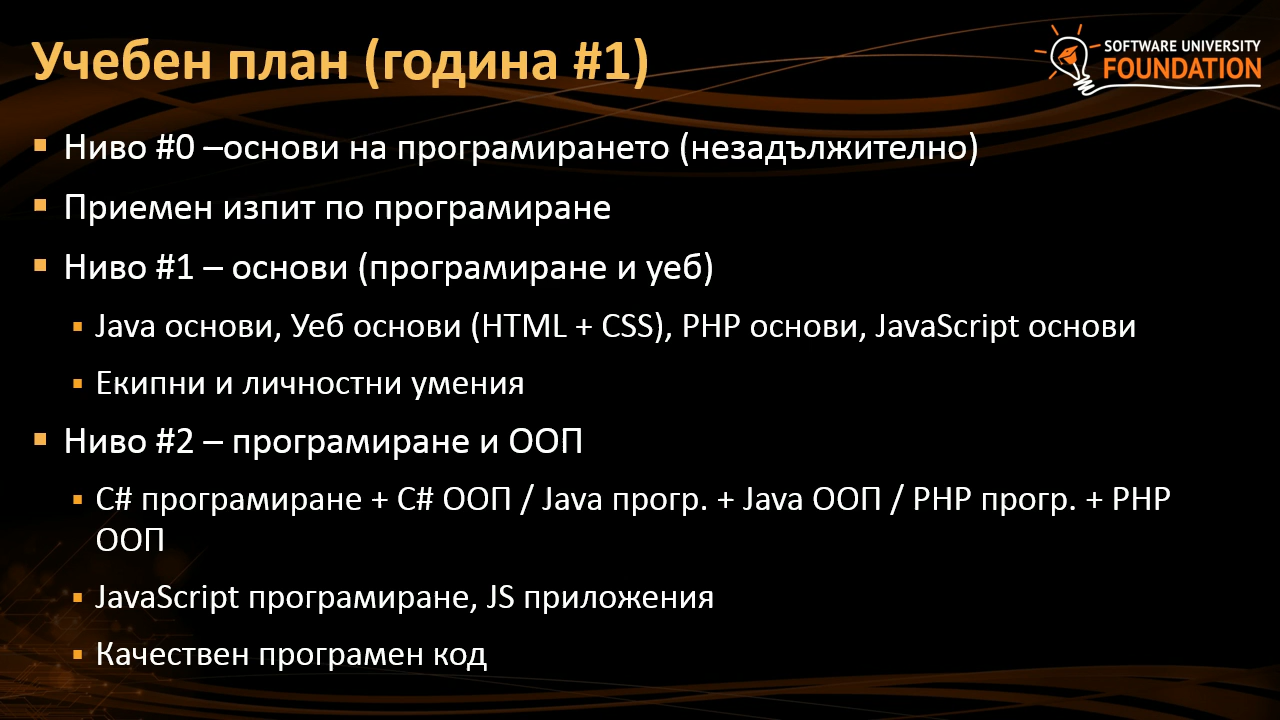 Учебен план (година #1)
SOFTWARE UNIVERSITY
FOUNDATION
▪ Ниво #0 –основи на програмирането (незадължително)
▪ Приемен изпит по програмиране
▪ Ниво #1 – основи (програмиране и уеб)
▪ Java основи, Уеб основи (HTML + CSS), PHP основи, JavaScript основи
▪ Екипни и личностни умения
▪ Ниво #2 – програмиране и ООП
▪ C# програмиране + C# ООП / Java прогр. + Java ООП / PHP прогр. + PHP
ООП
▪ JavaScript програмиране, JS приложения
▪ Качествен програмен код